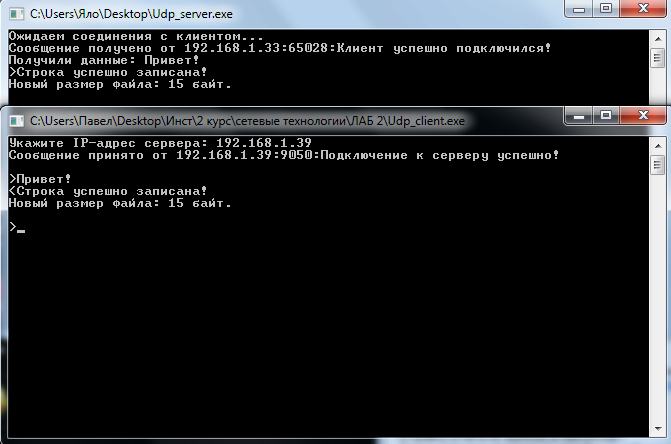 C:\Users\Яло\Desktop\Udp_server.exe
Ожидаем соединения с клиентом...
Сообщение получено от 192.168.1.33:65028:Клиент успешно подключился!
Получили данные: Привет!
>Строка успешно записана!
Новый размер файла: 15 байт.
C:\Users\Павел\Desktop\Инст\2 курс\сетевые технологии\ЛАБ 2\Udp_client.exe
Укажите IP-адрес сервера: 192.168.1.39
Сообщение принято от 192.168.1.39:9050:Подключение к серверу успешно!
>Привет!
<Строка успешно записана!
Новый размер файла: 15 байт.
>_